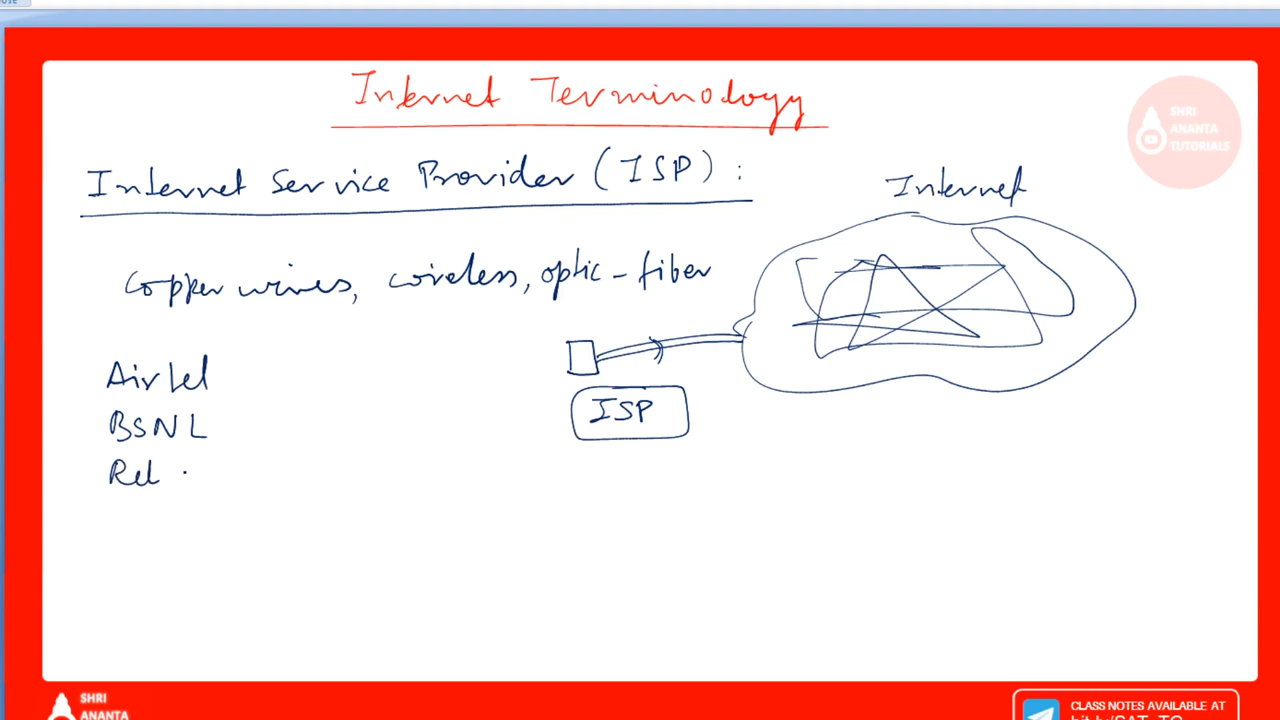 Internet Terminology
SHRI
ANANTA
TUTORIALS
Internet Service Provider (ISP) :
Internet
Copper wires, wireless, optic-fiber
Airtel
ISP
BSNL
Rel
SHRI
ANANTA
CLASS NOTES AVAILABLE AT